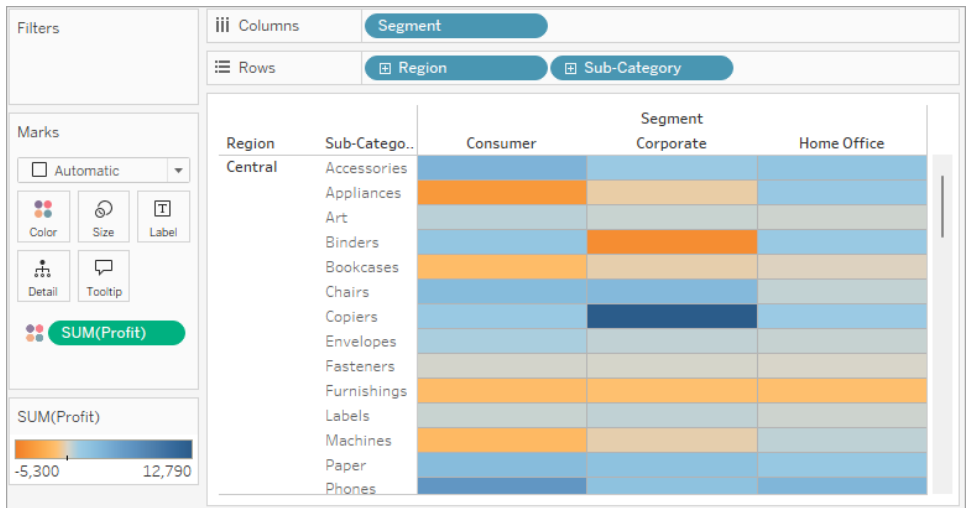 Filters
Columns
Segment
Rows
Region
Sub-Category
Marks
Automatic
Color
Size
T
Label
Detail
Tooltip
SUM(Profit)
SUM(Profit)
-5,300
12,790
Segment
Region Sub-Catego.. Consumer Corporate Home Office
Central Accessories
Appliances
Art
Binders
Bookcases
Chairs
Copiers
Envelopes
Fasteners
Furnishings
Labels
Machines
Paper
Phones